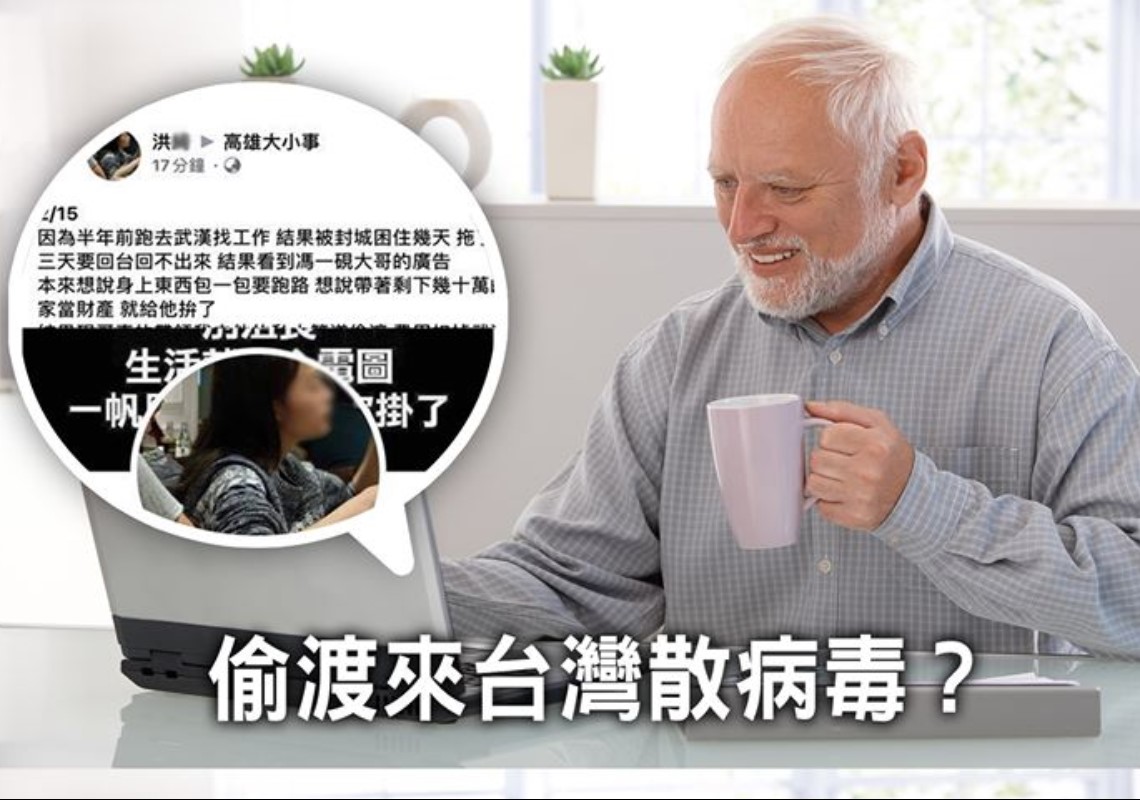 洪 ▶ 高雄大小事
17分鐘
/15
因為半年前跑去武漢找工作 結果被封城困住幾天 拖
三天要回台回不出來 結果看到馮一硯大哥的廣告
本來想說身上東西包一包要跑路 想說帶著剩下幾十萬
家當財產 就給他拚了
生活 電圖
一帆 掛了
偷渡來台灣散病毒？